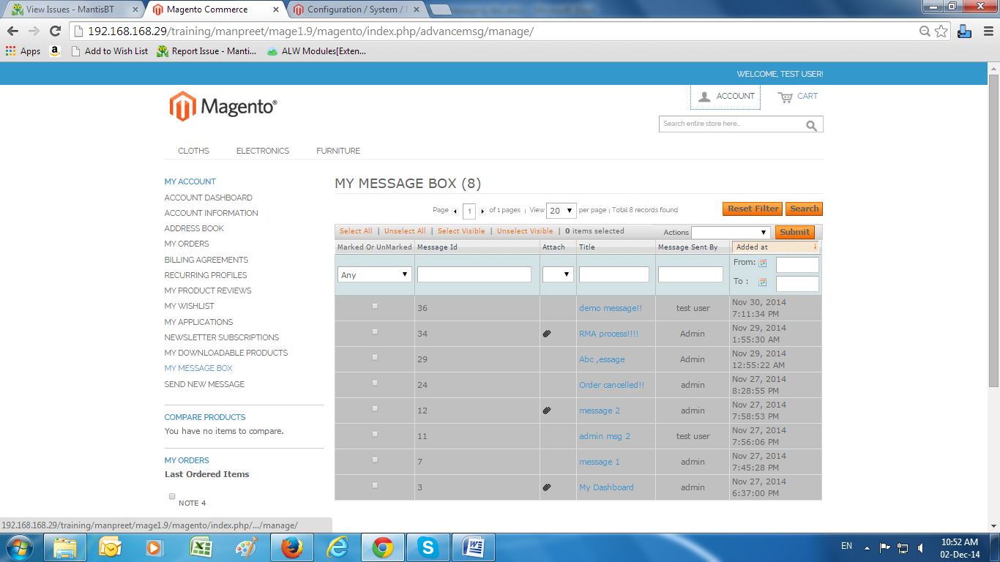 View Issues - MantisBT
Magento Commerce
Configuration / System /
192.168.168.29/training/manpreet/mage1.9/magento/index.php/advancemsg/manage/
Apps
Add to Wish List
Report Issue - Manti...
ALW Modules[Exten...
WELCOME, TEST USER!
Magento®
ACCOUNT
CART
Search entire store here...
CLOTHS
ELECTRONICS
FURNITURE
MY ACCOUNT
ACCOUNT DASHBOARD
ACCOUNT INFORMATION
ADDRESS BOOK
MY ORDERS
BILLING AGREEMENTS
RECURRING PROFILES
MY PRODUCT REVIEWS
MY WISHLIST
MY APPLICATIONS
NEWSLETTER SUBSCRIPTIONS
MY DOWNLOADABLE PRODUCTS
MY MESSAGE BOX
SEND NEW MESSAGE
COMPARE PRODUCTS
You have no items to compare.
MY ORDERS
Last Ordered Items
NOTE 4
MY MESSAGE BOX (8)
Page 1 of 1 pages | View 20 per page | Total 8 records found
Reset Filter Search
Select All | Unselect All | Select Visible | Unselect Visible | 0 items selected
Actions Submit
Marked Or UnMarked Message Id Attach Title Message Sent By Added at ↓
Any
From:
To :
36 demo message!! test user Nov 30, 2014
7:11:34 PM
34 RMA process!!!! Admin Nov 29, 2014
1:55:30 AM
29 Abc ,essage Admin Nov 29, 2014
12:55:22 AM
24 Order cancelled!! admin Nov 27, 2014
8:28:55 PM
12 message 2 admin Nov 27, 2014
7:58:53 PM
11 admin msg 2 test user Nov 27, 2014
7:56:06 PM
7 message 1 admin Nov 27, 2014
7:45:28 PM
3 My Dashboard admin Nov 27, 2014
6:37:00 PM
192.168.168.29/training/manpreet/mage1.9/magento/index.php/.../manage/
EN
10:52 AM
02-Dec-14